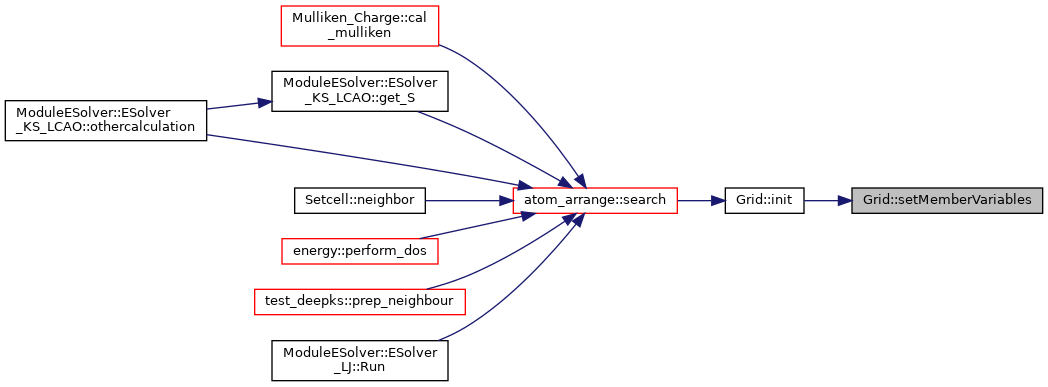 Mulliken_Charge::cal
_mulliken
ModuleESolver::ESolver
_KS_LCAO::get_S
ModuleESolver::ESolver
_KS_LCAO::othercalculation
Setcell::neighbor
atom_arrange::search
Grid::init
Grid::setMemberVariables
energy::perform_dos
test_deepks::prep_neighbour
ModuleESolver::ESolver
_LJ::Run